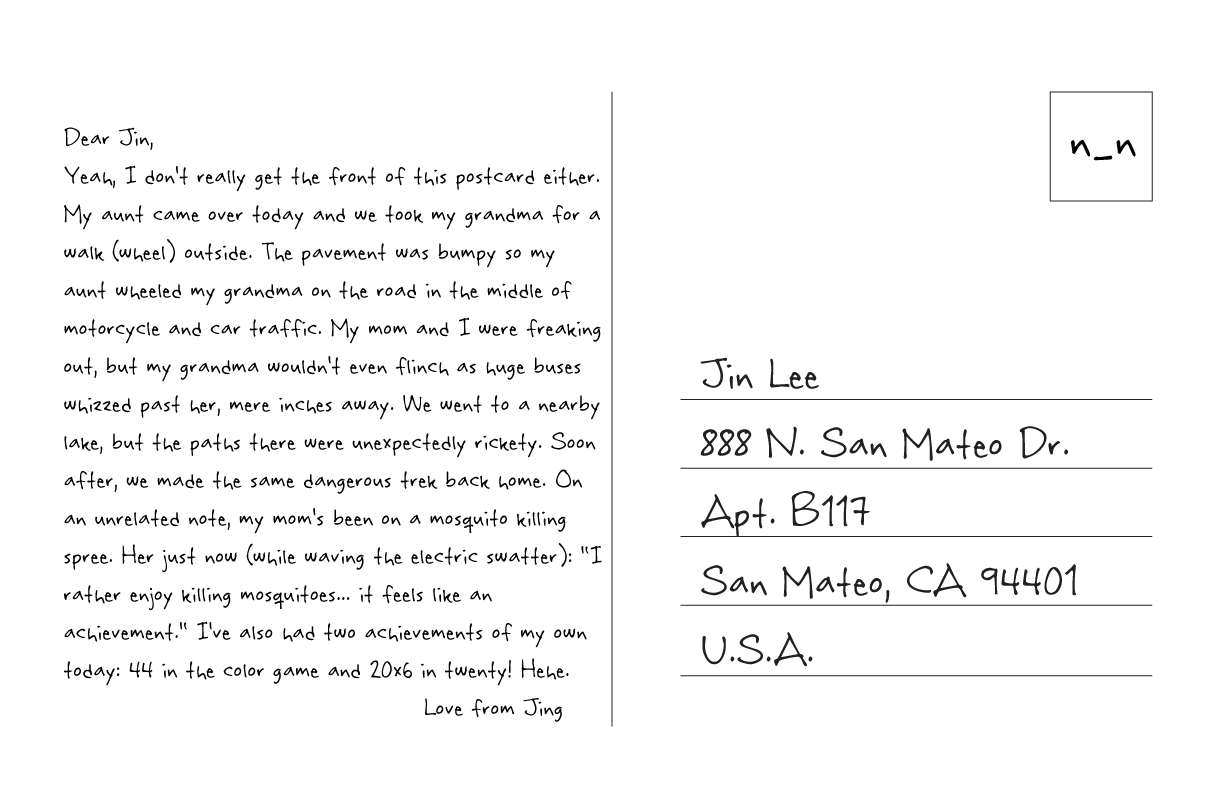 Dear Jin,
Yeah, I don't really get the front of this postcard either.
My aunt came over today and we took my grandma for a
walk (wheel) outside. The pavement was bumpy so my
aunt wheeled my grandma on the road in the middle of
motorcycle and car traffic. My mom and I were freaking
out, but my grandma wouldn't even flinch as huge buses
whizzed past her, mere inches away. We went to a nearby
lake, but the paths there were unexpectedly rickety. Soon
after, we made the same dangerous trek back home. On
an unrelated note, my mom's been on a mosquito killing
spree. Her just now (while waving the electric swatter): "I
rather enjoy killing mosquitoes... it feels like an
achievement." I've also had two achievements of my own
today: 44 in the color game and 20x6 in twenty! Hehe.
Love from Jing
n_n
Jin Lee
888 N. San Mateo Dr.
Apt. B117
San Mateo, CA 94401
U.S.A.